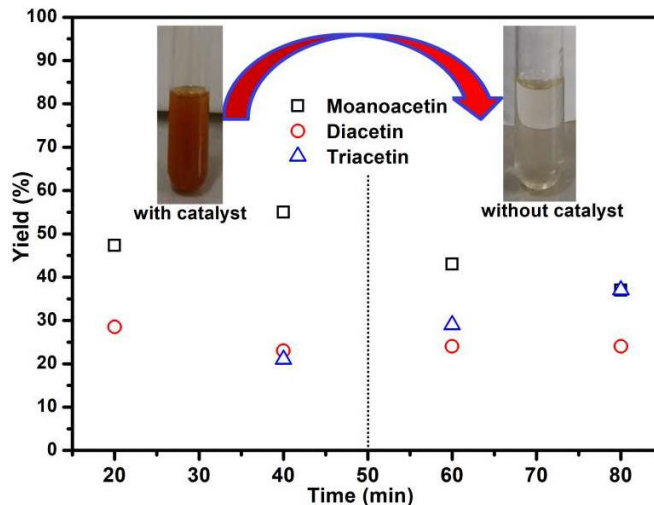 100
90
80
70
60
50
40
30
20
10
0
Yield (%)
Moanoacetin
Diacetin
Triacetin
with catalyst
without catalyst
20 30 40 50 60 70 80
Time (min)